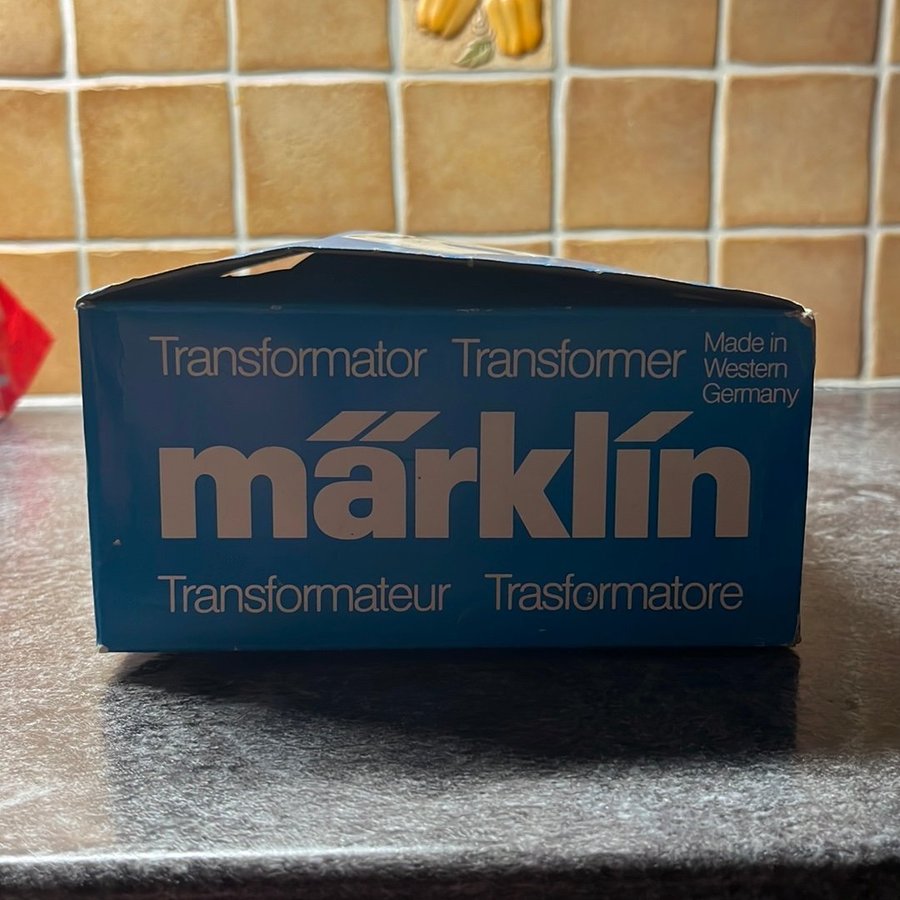 Transformator Transformer
Made in
Western
Germany
märklin
Transformateur Trasformatore